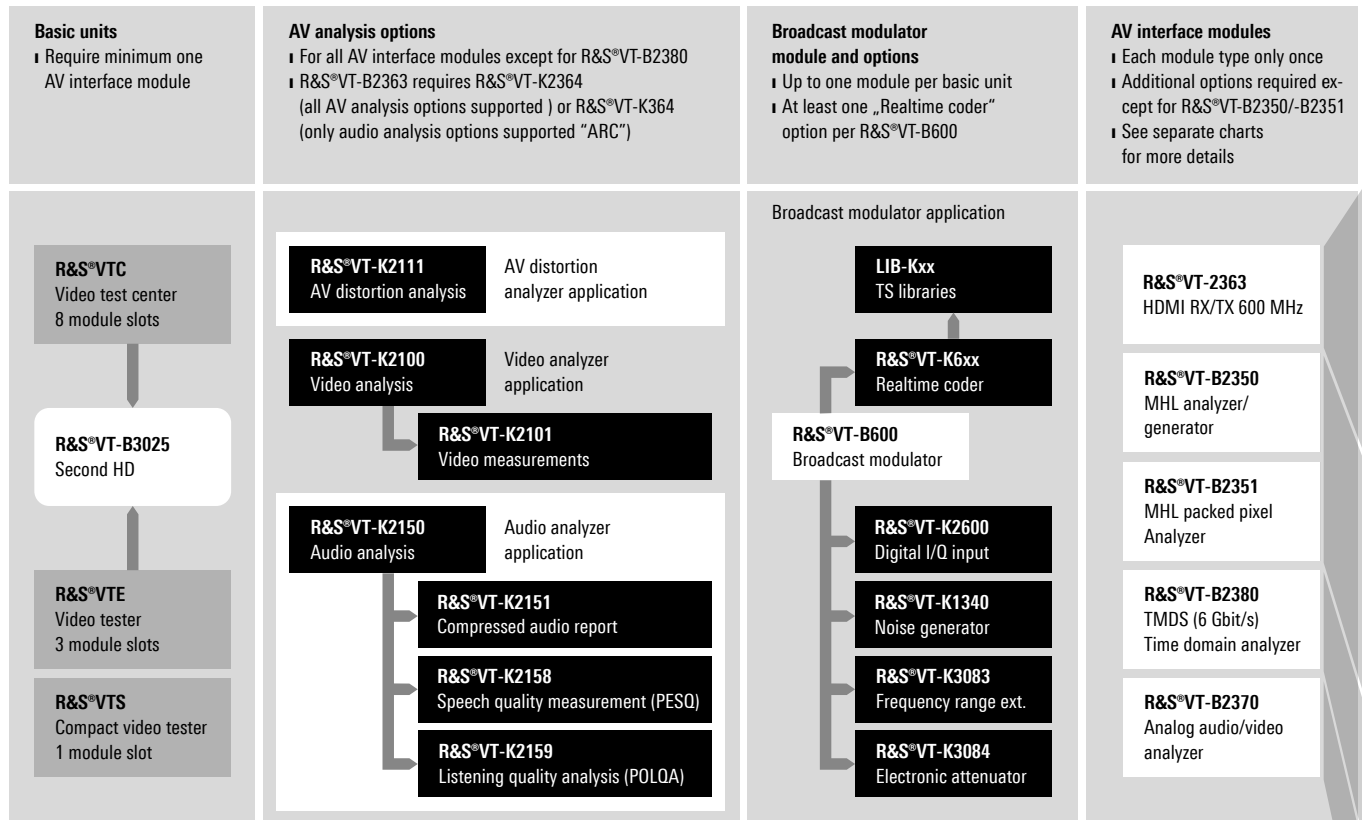 Basic units
ı Require minimum one
AV interface module
AV analysis options
ı For all AV interface modules except for R&S®VT-B2380
ı R&S®VT-B2363 requires R&S®VT-K2364
(all AV analysis options supported ) or R&S®VT-K364
(only audio analysis options supported “ARC”)
Broadcast modulator
module and options
ı Up to one module per basic unit
ı At least one „Realtime coder“
option per R&S®VT-B600
AV interface modules
ı Each module type only once
ı Additional options required ex-
cept for R&S®VT-B2350/-B2351
ı See separate charts
for more details
R&S®VTC
Video test center
8 module slots
R&S®VT-B3025
Second HD
R&S®VTE
Video tester
3 module slots
R&S®VTS
Compact video tester
1 module slot
R&S®VT-K2111
AV distortion analysis
AV distortion
analyzer application
R&S®VT-K2100
Video analysis
Video analyzer
application
R&S®VT-K2101
Video measurements
R&S®VT-K2150
Audio analysis
Audio analyzer
application
R&S®VT-K2151
Compressed audio report
R&S®VT-K2158
Speech quality measurement (PESQ)
R&S®VT-K2159
Listening quality analysis (POLQA)
Broadcast modulator application
LIB-Kxx
TS libraries
R&S®VT-K6xx
Realtime coder
R&S®VT-B600
Broadcast modulator
R&S®VT-K2600
Digital I/Q input
R&S®VT-K1340
Noise generator
R&S®VT-K3083
Frequency range ext.
R&S®VT-K3084
Electronic attenuator
R&S®VT-2363
HDMI RX/TX 600 MHz
R&S®VT-B2350
MHL analyzer/
generator
R&S®VT-B2351
MHL packed pixel
Analyzer
R&S®VT-B2380
TMDS (6 Gbit/s)
Time domain analyzer
R&S®VT-B2370
Analog audio/video
analyzer